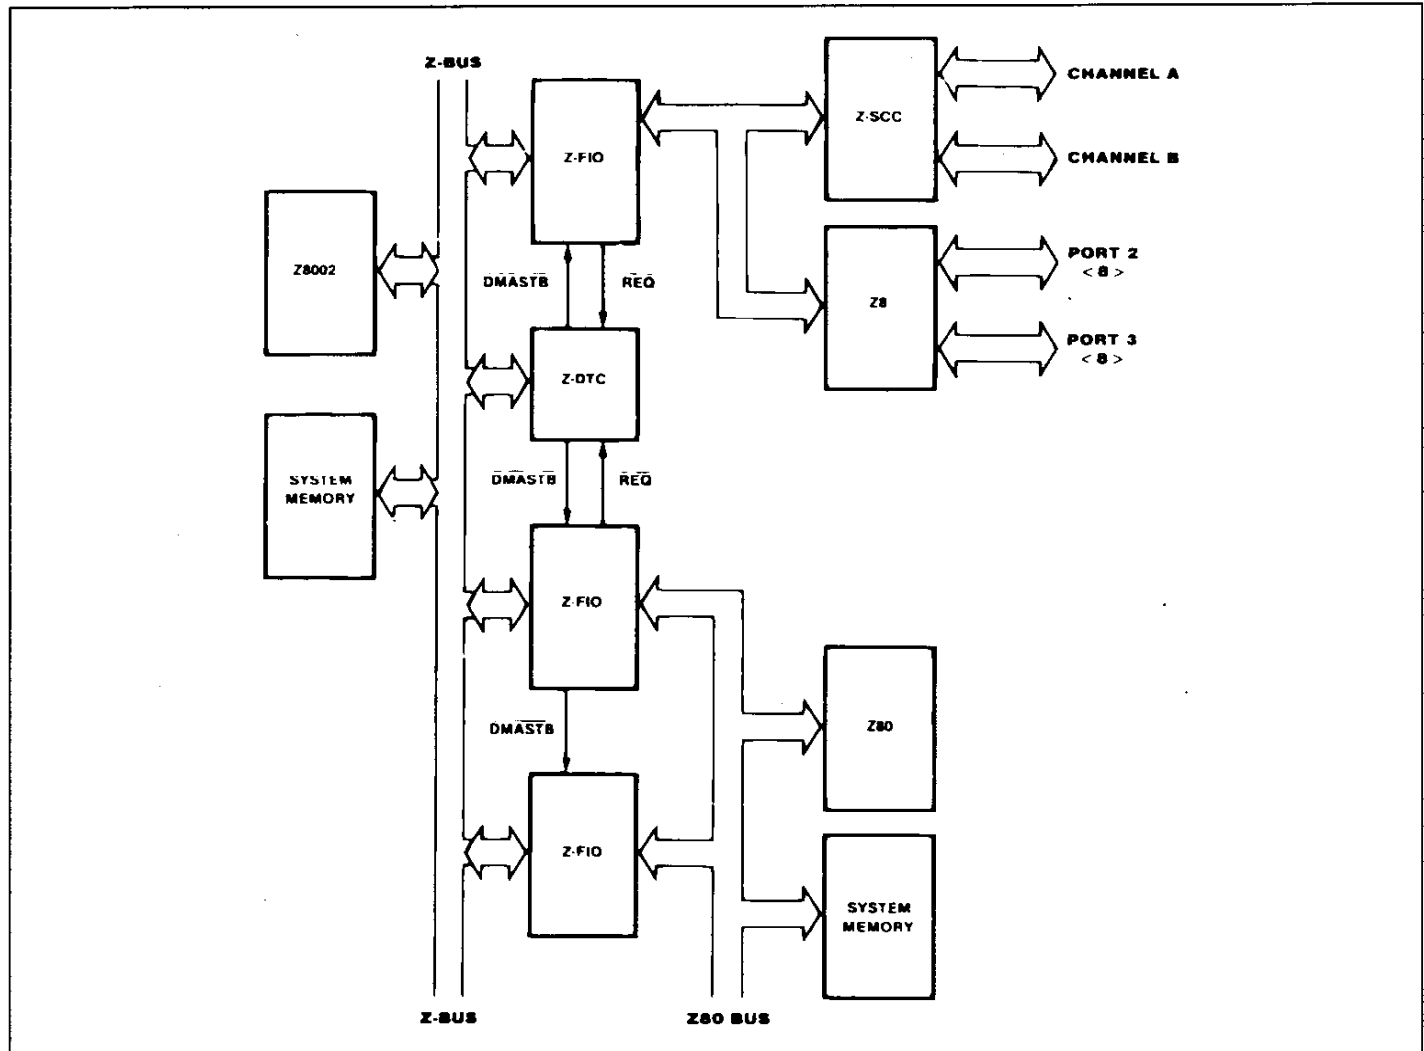 Z-BUS
Z-FIO
Z-SCC
CHANNEL A
CHANNEL B
Z8002
DMASTB
REQ
Z8
PORT 2
<8>
PORT 3
<8>
Z-DTC
SYSTEM
MEMORY
DMASTB
REQ
Z-FIO
DMASTB
Z80
Z-FIO
SYSTEM
MEMORY
Z-BUS
Z80 BUS